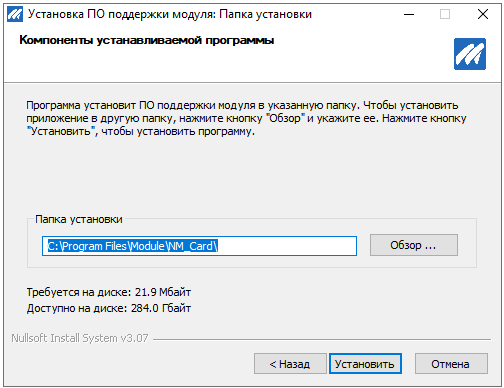 Установка ПО поддержки модуля: Папка установки
Компоненты устанавливаемой программы
Программа установит ПО поддержки модуля в указанную папку. Чтобы установить
приложение в другую папку, нажмите кнопку "Обзор" и укажите ее. Нажмите кнопку
"Установить", чтобы установить программу.
Папка установки
C:\Program Files\Module\NM_Card\
Обзор ...
Требуется на диске: 21.9 Мбайт
Доступно на диске: 284.0 Гбайт
Nullsoft Install System v3.07
< Назад
Установить
Отмена